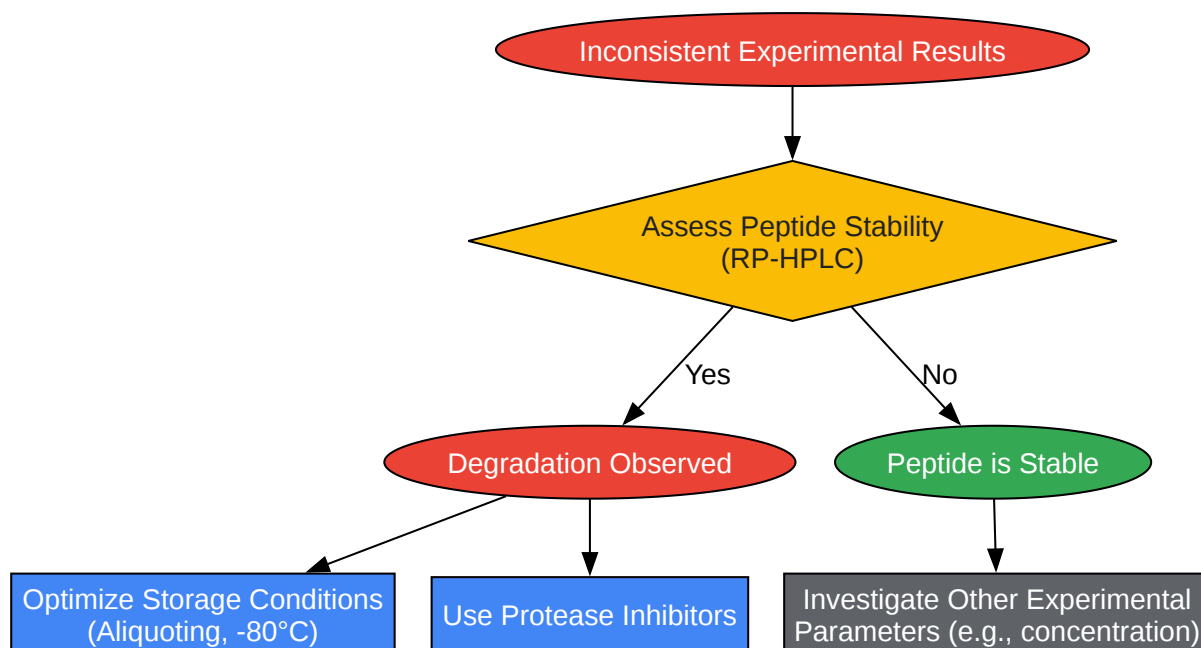 Inconsistent Experimental Results
Assess Peptide Stability
(RP-HPLC)
Yes
No
Degradation Observed
Peptide is Stable
Optimize Storage Conditions
(Aliquoting, -80°C)
Use Protease Inhibitors
Investigate Other Experimental
Parameters (e.g., concentration)